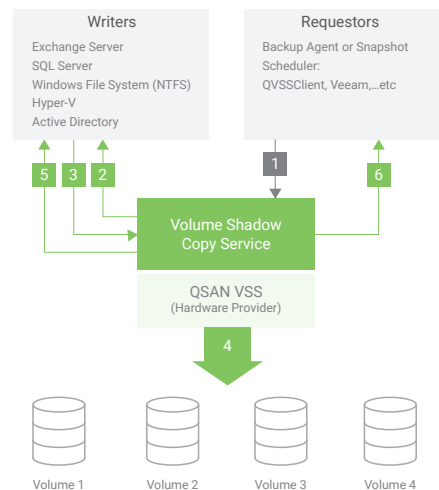 Writers
Exchange Server
SQL Server
Windows File System (NTFS)
Hyper-V
Active Directory
Requestors
Backup Agent or Snapshot
Scheduler:
QVSSClient, Veeam,...etc
5
3
2
1
6
Volume Shadow
Copy Service
QSAN VSS
(Hardware Provider)
4
Volume 1
Volume 2
Volume 3
Volume 4